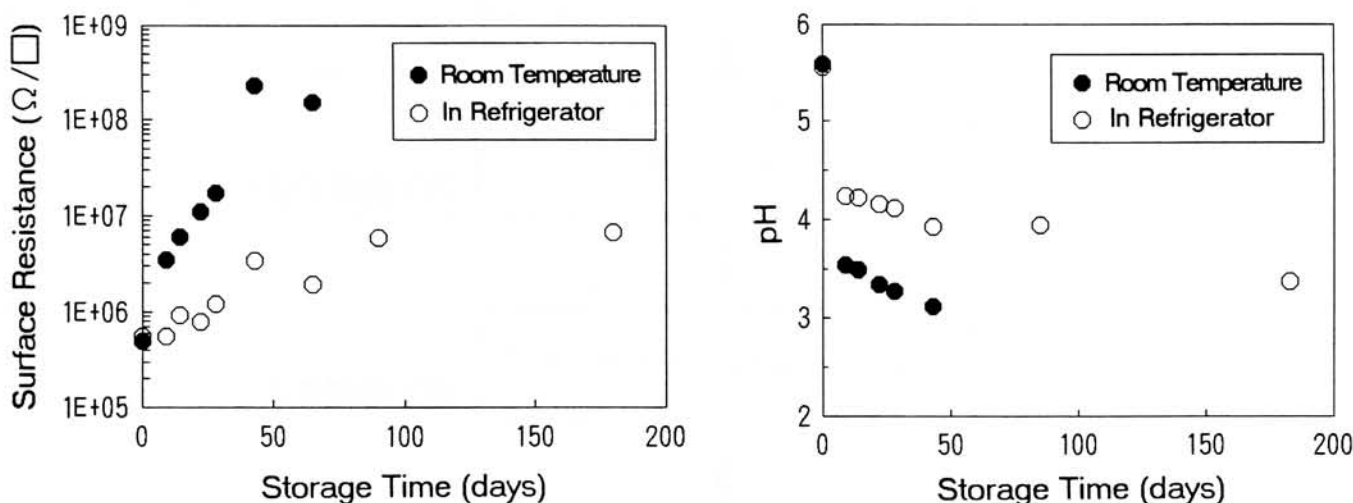 Surface Resistance (Ω/□)
1E+09
1E+08
1E+07
1E+06
1E+05
0
50
100
150
200
Storage Time (days)
Room Temperature
In Refrigerator
pH
6
5
4
3
2
0
50
100
150
200
Storage Time (days)
Room Temperature
In Refrigerator